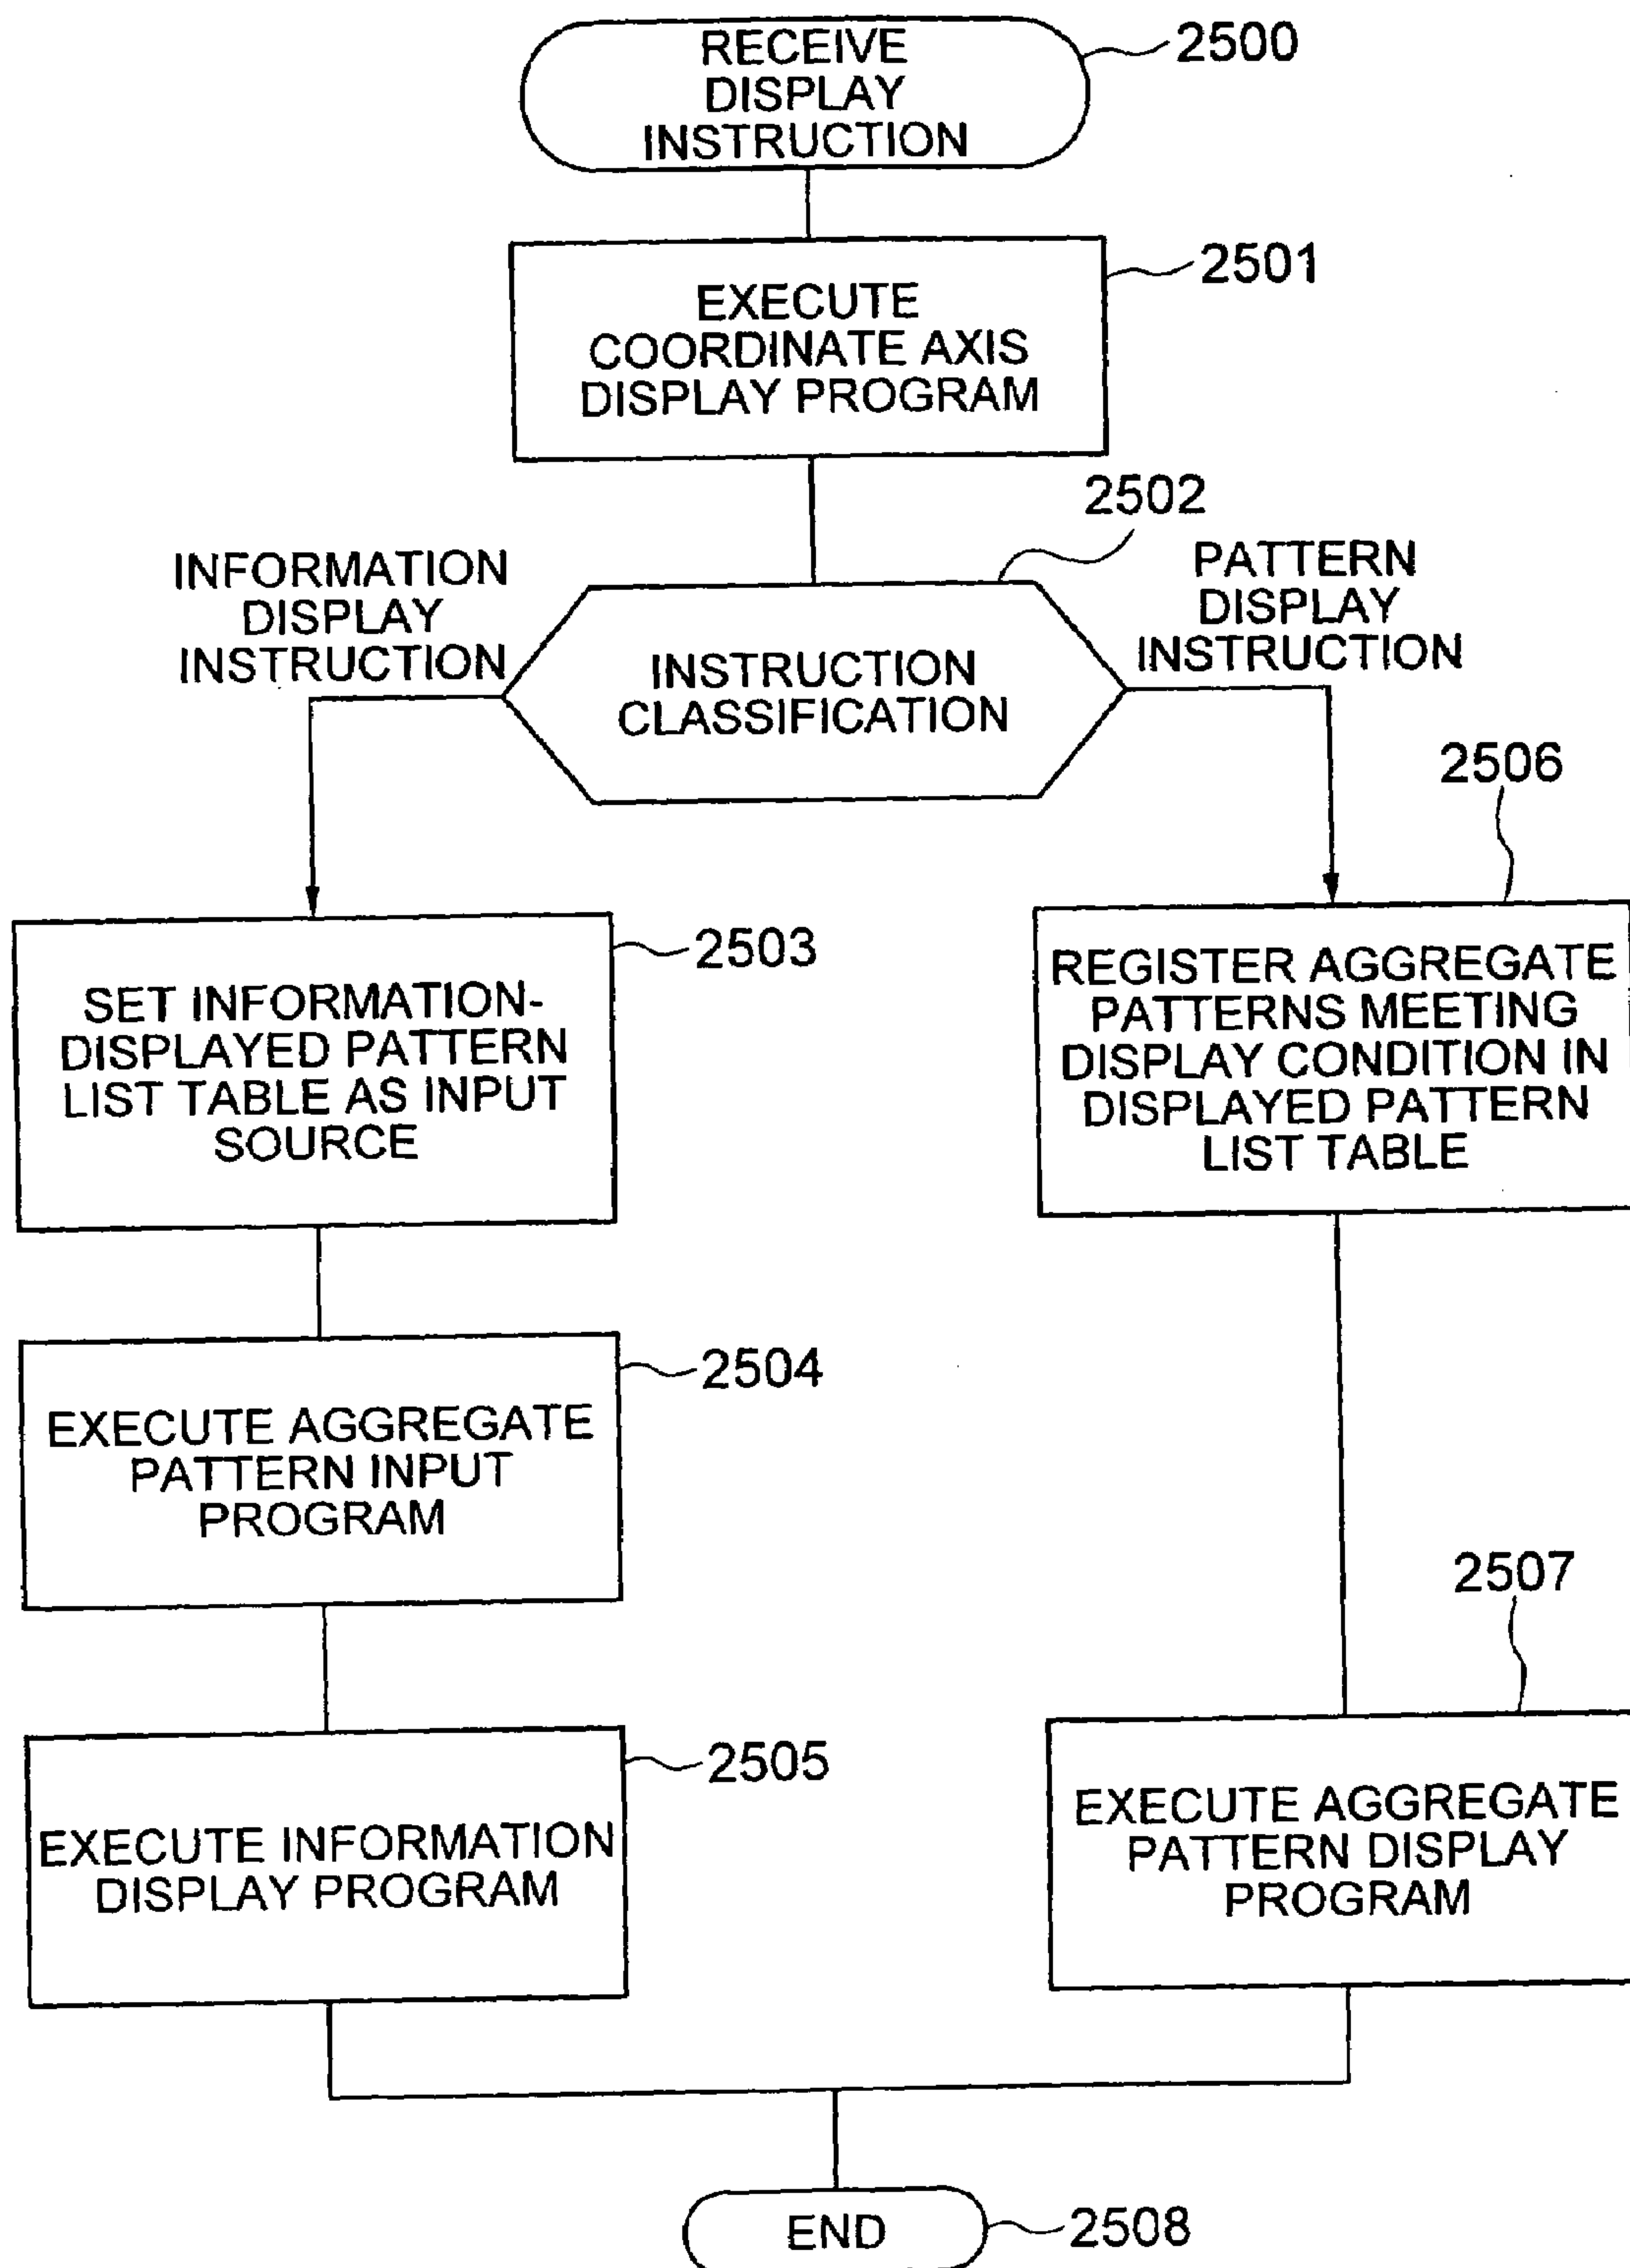 RECEIVE
DISPLAY
INSTRUCTION
2500
EXECUTE
COORDINATE AXIS
DISPLAY PROGRAM
2501
2502
INFORMATION
DISPLAY
INSTRUCTION
INSTRUCTION
CLASSIFICATION
PATTERN
DISPLAY
INSTRUCTION
2503
SET INFORMATION-
DISPLAYED PATTERN
LIST TABLE AS INPUT
SOURCE
2506
REGISTER AGGREGATE
PATTERNS MEETING
DISPLAY CONDITION IN
DISPLAYED PATTERN
LIST TABLE
2504
EXECUTE AGGREGATE
PATTERN INPUT
PROGRAM
2505
EXECUTE INFORMATION
DISPLAY PROGRAM
2507
EXECUTE AGGREGATE
PATTERN DISPLAY
PROGRAM
END
2508